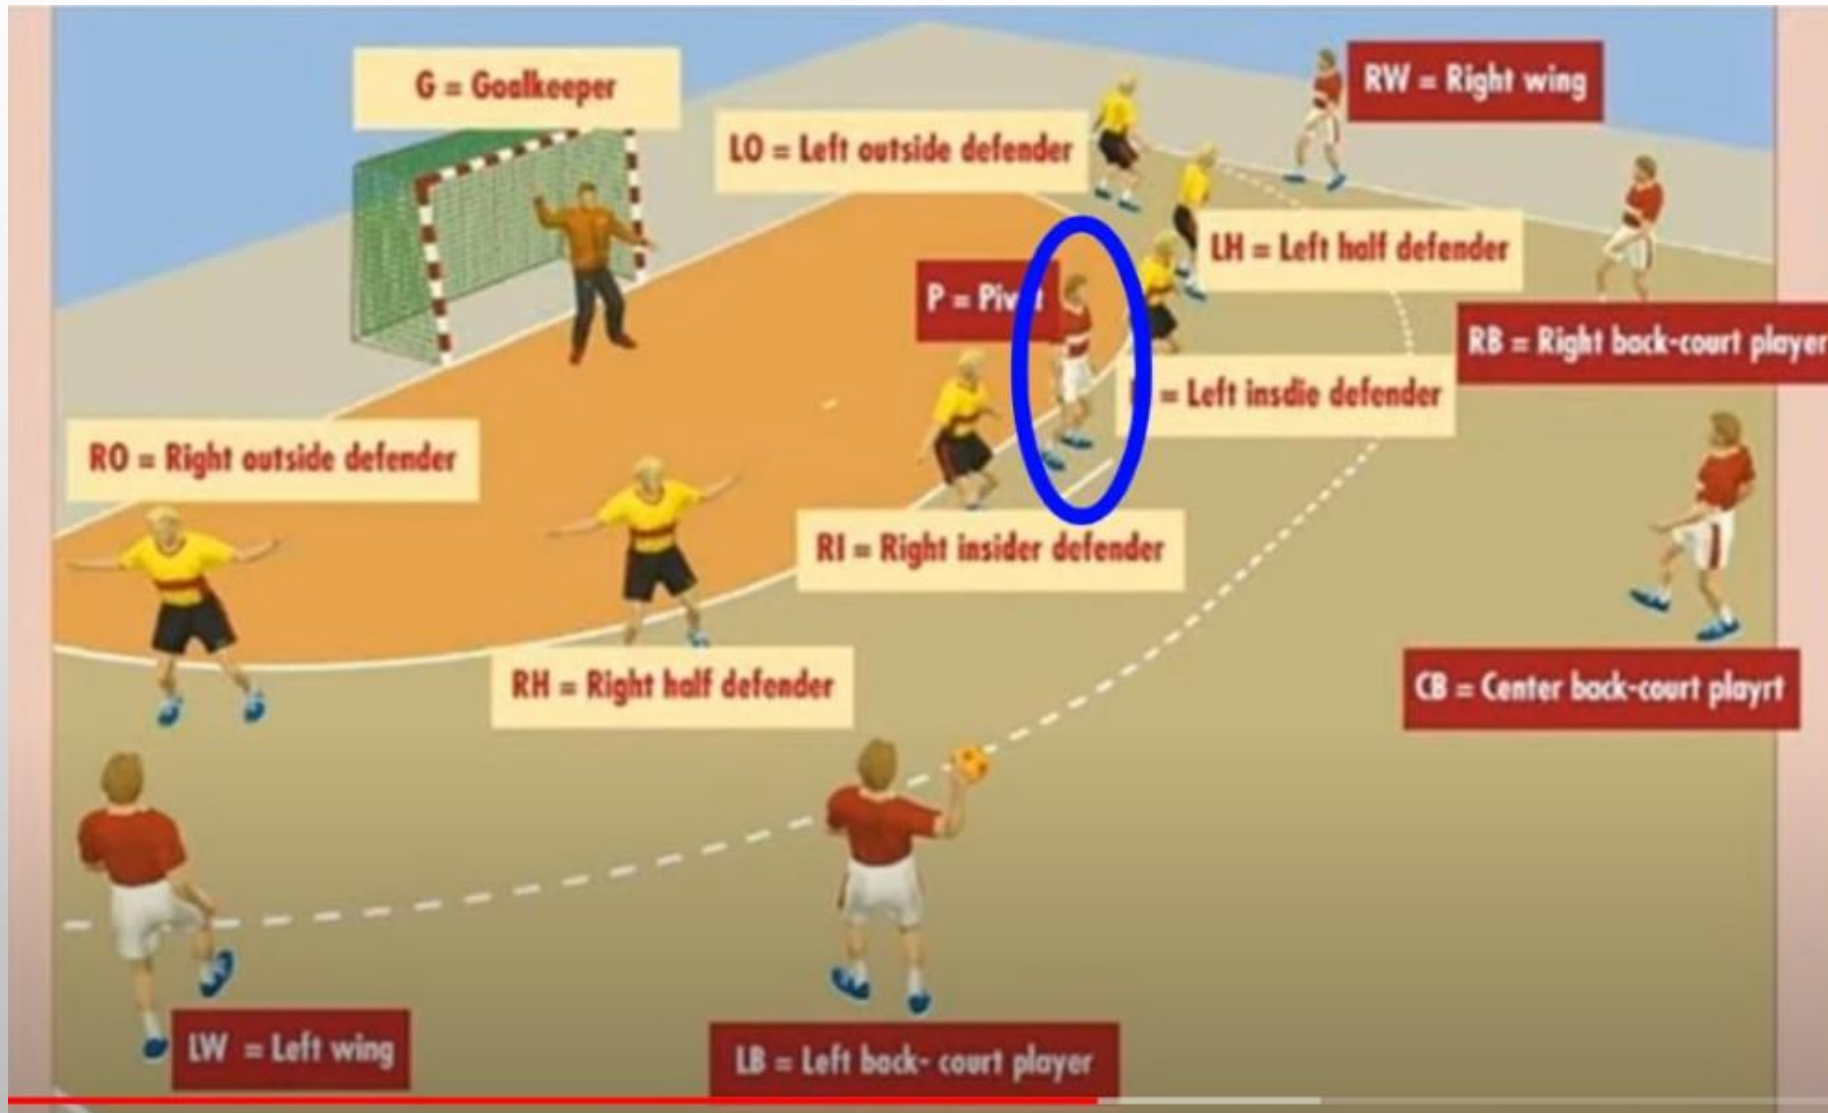 G = Goalkeeper
RW = Right wing
LO = Left outside defender
LH = Left half defender
P =
RB = Right back-court player
= Left insdie defender
RO = Right outside defender
RI = Right insider defender
RH = Right half defender
CB = Center back-court playrt
LW = Left wing
LB = Left back- court player